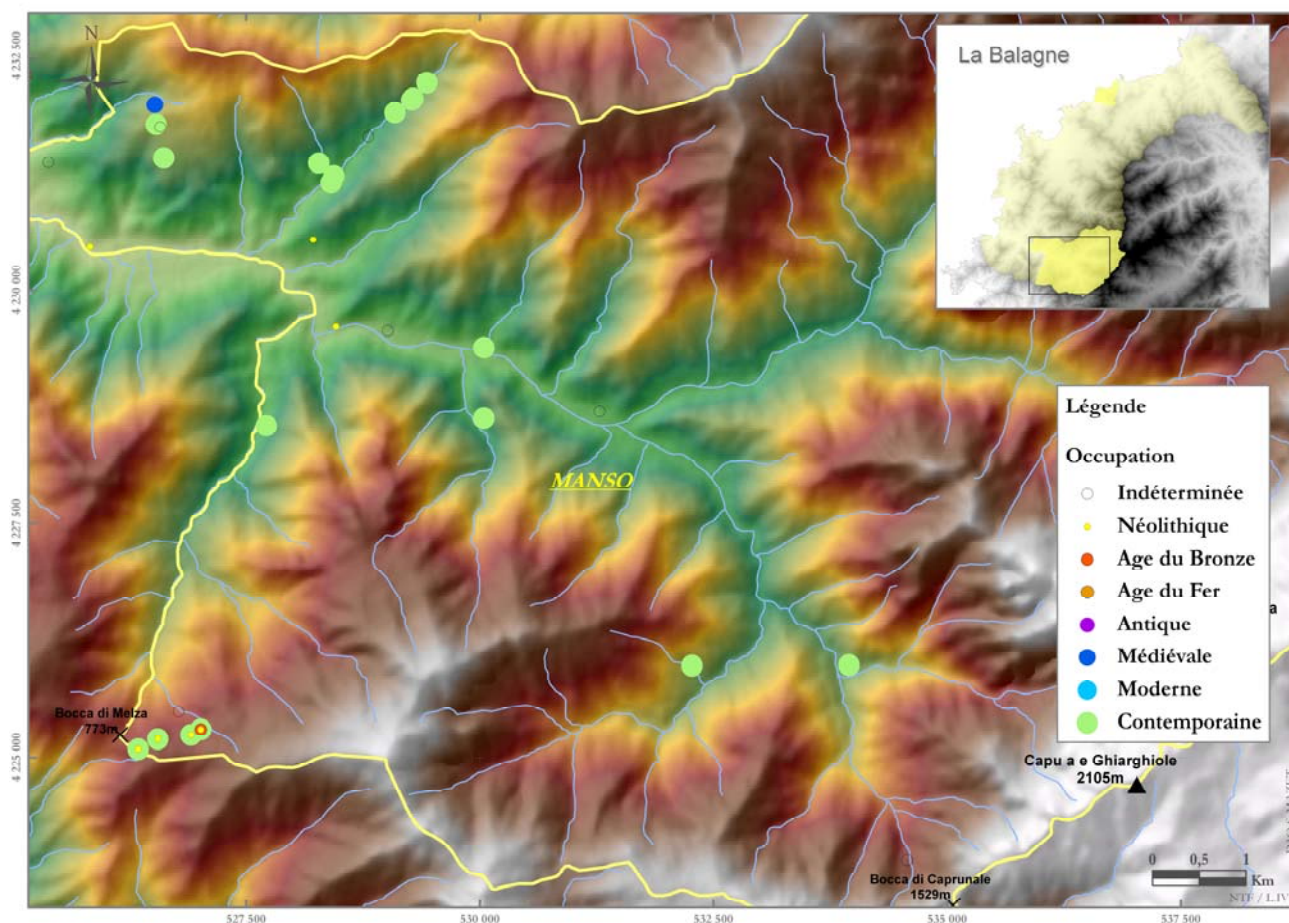 N
La Balagne
4 232 500
4 230 000
4 227 500
4 225 000
MANSO
Légende
Occupation
Indéterminée
Néolithique
Age du Bronze
Age du Fer
Antique
Médiévale
Moderne
Contemporaine
a
Bocca di Melza
773m
Capu a e Ghiarghiole
2105m
Bocca di Caprunale
1529m
0 0,5 1
Km
NTF / L.IV
527 500
530 000
532 500
535 000
537 500